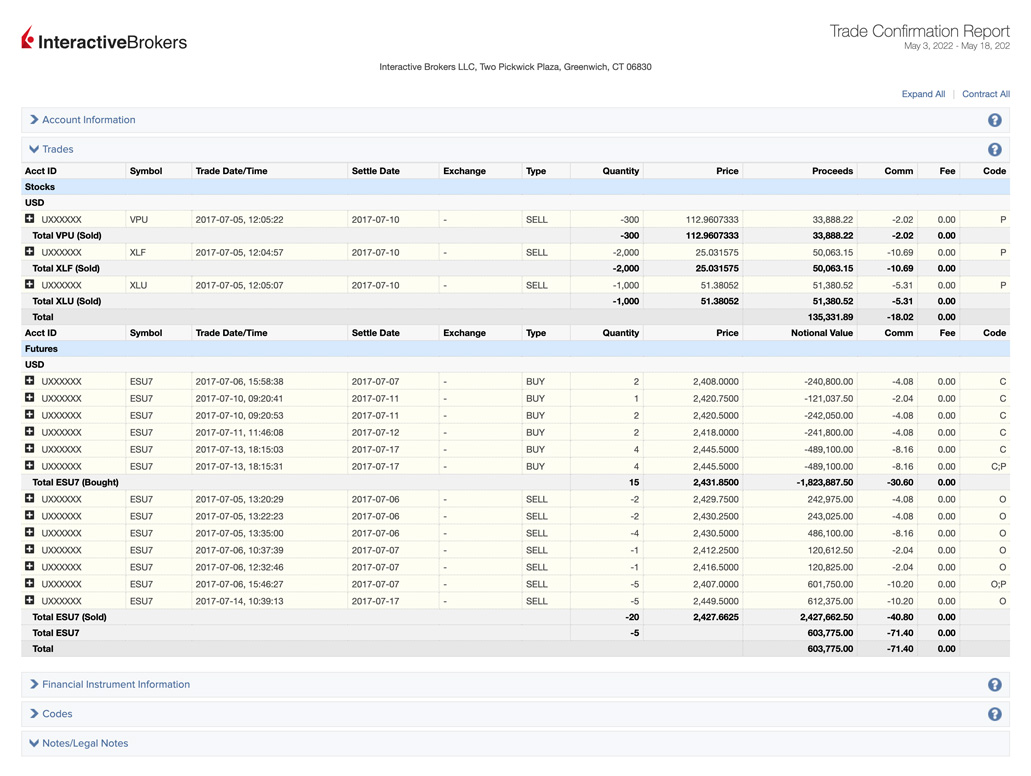 InteractiveBrokers
Trade Confirmation Report
May 3, 2022 - May 18, 202
Interactive Brokers LLC, Two Pickwick Plaza, Greenwich, CT 06830
Expand All | Contract All
Account Information ?
Trades ?
Acct ID Symbol Trade Date/Time Settle Date Exchange Type Quantity Price Proceeds Comm Fee Code
Stocks
USD
UXXXXXX VPU 2017-07-05, 12:05:22 2017-07-10 - SELL -300 112.9607333 33,888.22 -2.02 0.00 P
Total VPU (Sold) -300 112.9607333 33,888.22 -2.02 0.00
UXXXXXX XLF 2017-07-05, 12:04:57 2017-07-10 - SELL -2,000 25.031575 50,063.15 -10.69 0.00 P
Total XLF (Sold) -2,000 25.031575 50,063.15 -10.69 0.00
UXXXXXX XLU 2017-07-05, 12:05:07 2017-07-10 - SELL -1,000 51.38052 51,380.52 -5.31 0.00 P
Total XLU (Sold) -1,000 51.38052 51,380.52 -5.31 0.00
Total 135,331.89 -18.02 0.00
Acct ID Symbol Trade Date/Time Settle Date Exchange Type Quantity Price Notional Value Comm Fee Code
Futures
USD
UXXXXXX ESU7 2017-07-06, 15:58:38 2017-07-07 - BUY 2 2,408.0000 -240,800.00 -4.08 0.00 C
UXXXXXX ESU7 2017-07-10, 09:20:41 2017-07-11 - BUY 1 2,420.7500 -121,037.50 -2.04 0.00 C
UXXXXXX ESU7 2017-07-10, 09:20:53 2017-07-11 - BUY 2 2,420.5000 -242,050.00 -4.08 0.00 C
UXXXXXX ESU7 2017-07-11, 11:46:08 2017-07-12 - BUY 2 2,418.0000 -241,800.00 -4.08 0.00 C
UXXXXXX ESU7 2017-07-13, 18:15:03 2017-07-17 - BUY 4 2,445.5000 -489,100.00 -8.16 0.00 C
UXXXXXX ESU7 2017-07-13, 18:15:31 2017-07-17 - BUY 4 2,445.5000 -489,100.00 -8.16 0.00 C;P
Total ESU7 (Bought) 15 2,431.8500 -1,823,887.50 -30.60 0.00
UXXXXXX ESU7 2017-07-05, 13:20:29 2017-07-06 - SELL -2 2,429.7500 242,975.00 -4.08 0.00 O
UXXXXXX ESU7 2017-07-05, 13:22:23 2017-07-06 - SELL -2 2,430.2500 243,025.00 -4.08 0.00 O
UXXXXXX ESU7 2017-07-05, 13:35:00 2017-07-06 - SELL -4 2,430.5000 486,100.00 -8.16 0.00 O
UXXXXXX ESU7 2017-07-06, 10:37:39 2017-07-07 - SELL -1 2,412.2500 120,612.50 -2.04 0.00 O
UXXXXXX ESU7 2017-07-06, 12:32:46 2017-07-07 - SELL -1 2,416.5000 120,825.00 -2.04 0.00 O
UXXXXXX ESU7 2017-07-06, 15:46:27 2017-07-07 - SELL -5 2,407.0000 601,750.00 -10.20 0.00 O;P
UXXXXXX ESU7 2017-07-14, 10:39:13 2017-07-17 - SELL -5 2,449.5000 612,375.00 -10.20 0.00 O
Total ESU7 (Sold) -20 2,427.6625 2,427,662.50 -40.80 0.00
Total ESU7 -5 603,775.00 -71.40 0.00
Total 603,775.00 -71.40 0.00
Financial Instrument Information ?
Codes ?
Notes/Legal Notes